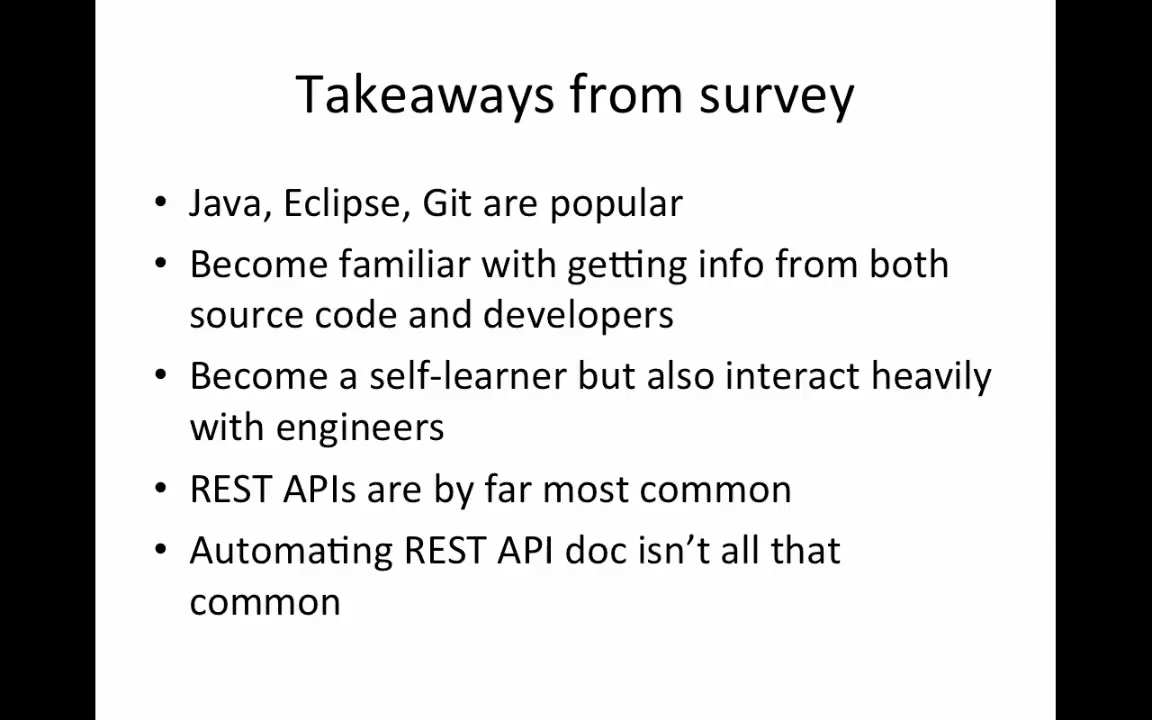 Takeaways from survey
• Java, Eclipse, Git are popular
• Become familiar with getting info from both
source code and developers
• Become a self-learner but also interact heavily
with engineers
• REST APIs are by far most common
• Automating REST API doc isn’t all that
common